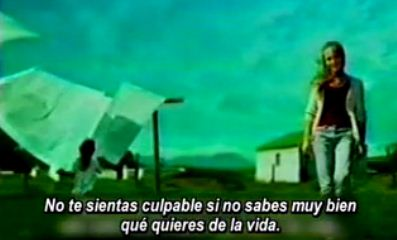 No te sientas culpable si no sabes muy bien
qué quieres de la vida.